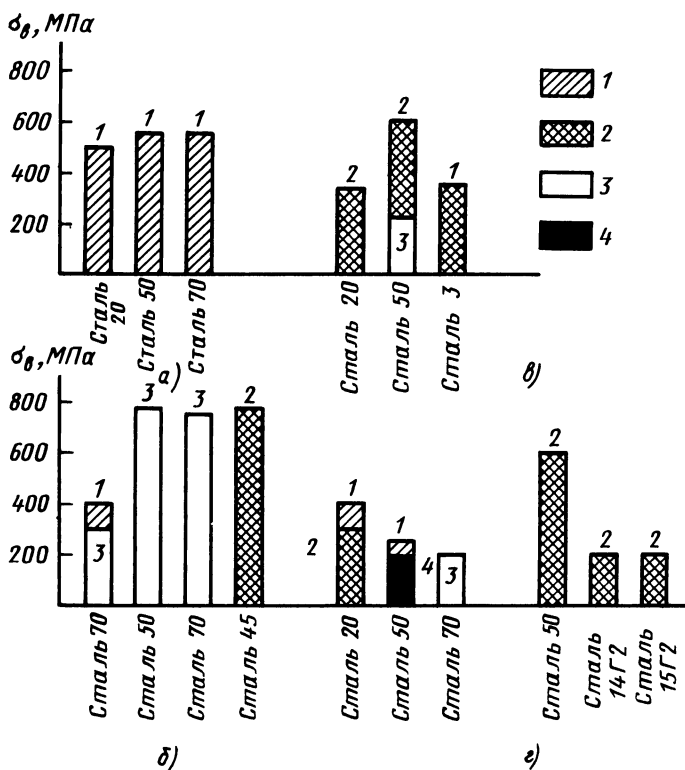 σв, МПа
800
600
400
200
1 1 1
2 2 1
3
1
2
3
4
Сталь 20
Сталь 50
Сталь 70
Сталь 20
Сталь 50
Сталь 3
а)
в)
σв, МПа
800
600
400
200
1 3 3 2
3
2 1 1
4 3
2 2 2
Сталь 70
Сталь 50
Сталь 70
Сталь 45
Сталь 20
Сталь 50
Сталь 70
Сталь 50
Сталь 14Г2
Сталь 15Г2
б)
г)